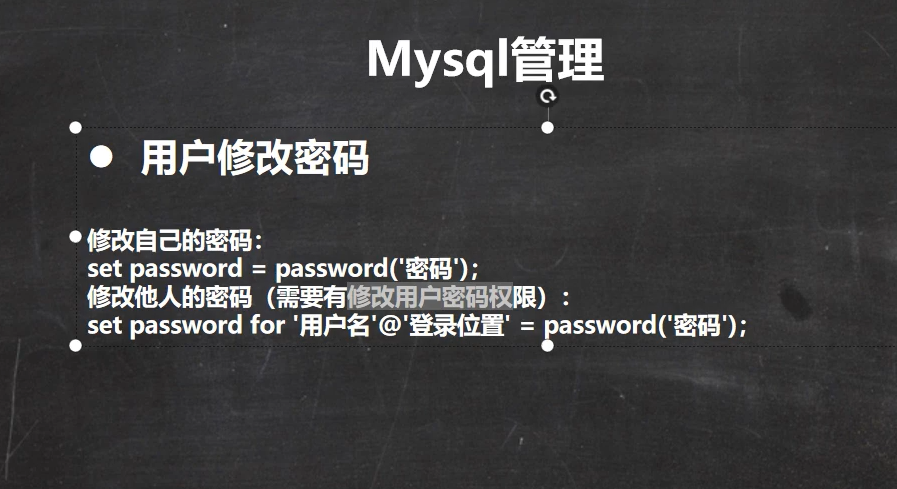 Mysql管理
● 用户修改密码
修改自己的密码：
set password = password('密码');
修改他人的密码（需要有修改用户密码权限）：
set password for '用户名'@'登录位置' = password('密码');